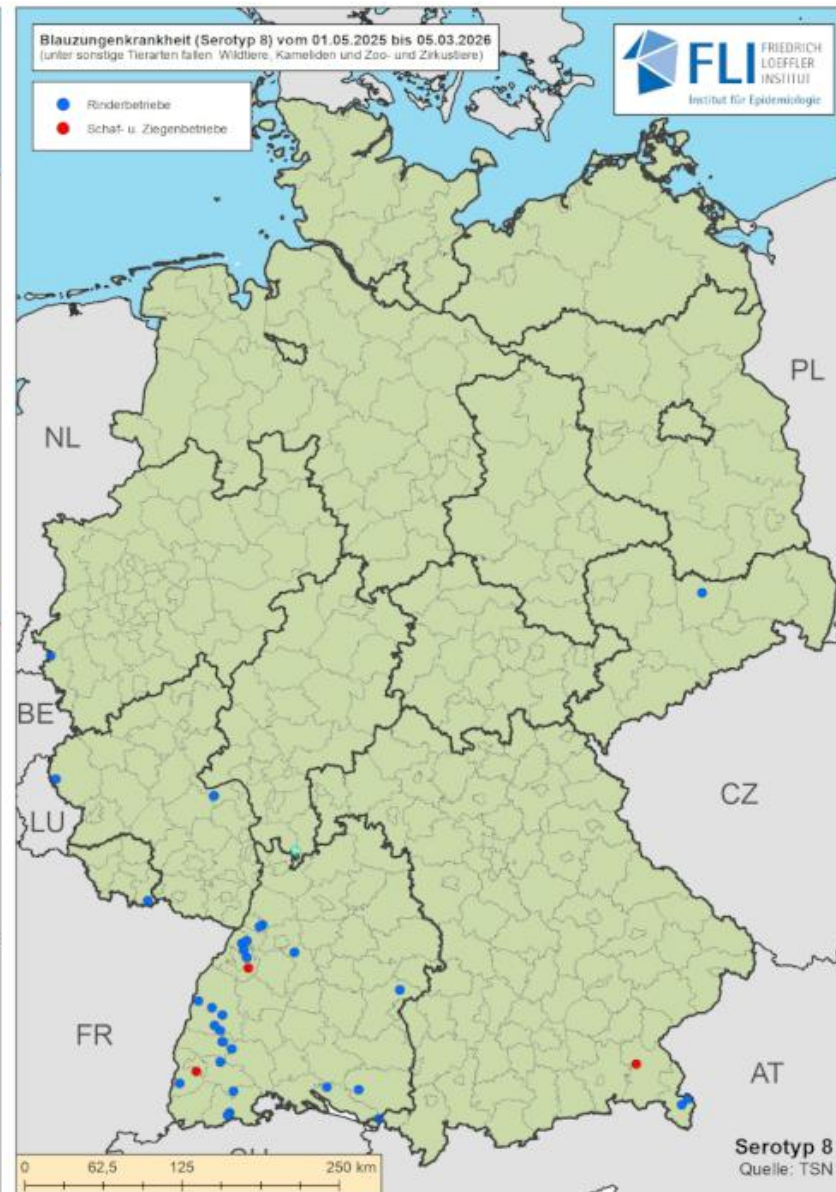 Blauzungenkrankheit (Serotyp 8) vom 01.05.2025 bis 05.03.2026
(unter sonstige Tierarten fallen Wildtiere, Kameliden und Zoo- und Zirkustiere)
FLI
FRIEDRICH
LOEFFLER
INSTITUT
Institut für Epidemiologie
Rinderbetriebe
Schaf- u. Ziegenbetriebe
PL
NL
BE
LU
CZ
FR
AT
Serotyp 8
Quelle: TSN
0 62,5 125 250 km